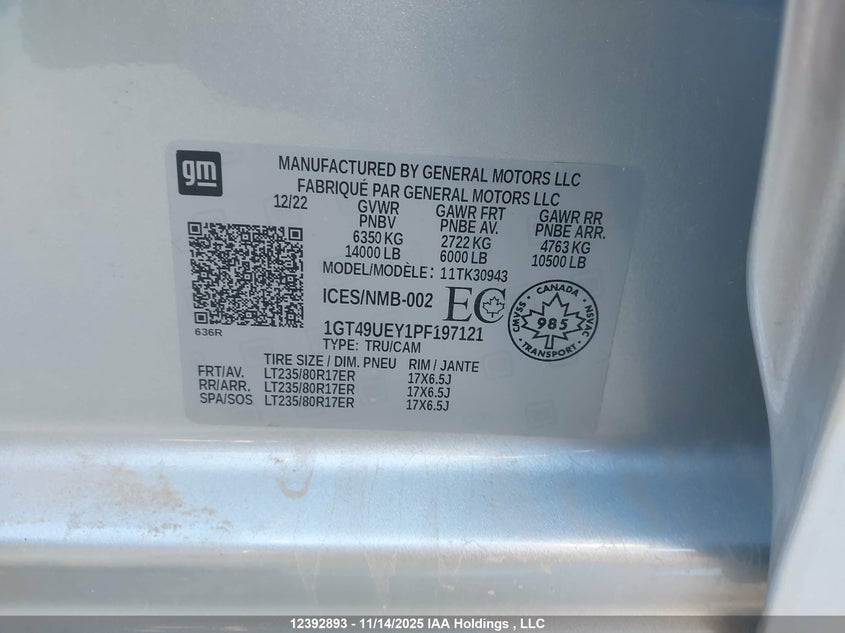 gm
MANUFACTURED BY GENERAL MOTORS LLC
FABRIQUÉ PAR GENERAL MOTORS LLC
12/22 GVWR GAWR FRT GAWR RR
PNBV PNBE AV. PNBE ARR.
6350 KG 2722 KG 4763 KG
14000 LB 6000 LB 10500 LB
MODEL/MODÈLE: 11TK30943
ICES/NMB-002 EC
CANADA
SVMAC 985 NSVAC
TRANSPORT
636R
1GT49UEY1PF197121
TYPE: TRU/CAM
TIRE SIZE / DIM. PNEU RIM / JANTE
FRT/AV. LT235/80R17ER 17X6.5J
RR/ARR. LT235/80R17ER 17X6.5J
SPA/SOS LT235/80R17ER 17X6.5J
12392893 - 11/14/2025 IAA Holdings , LLC